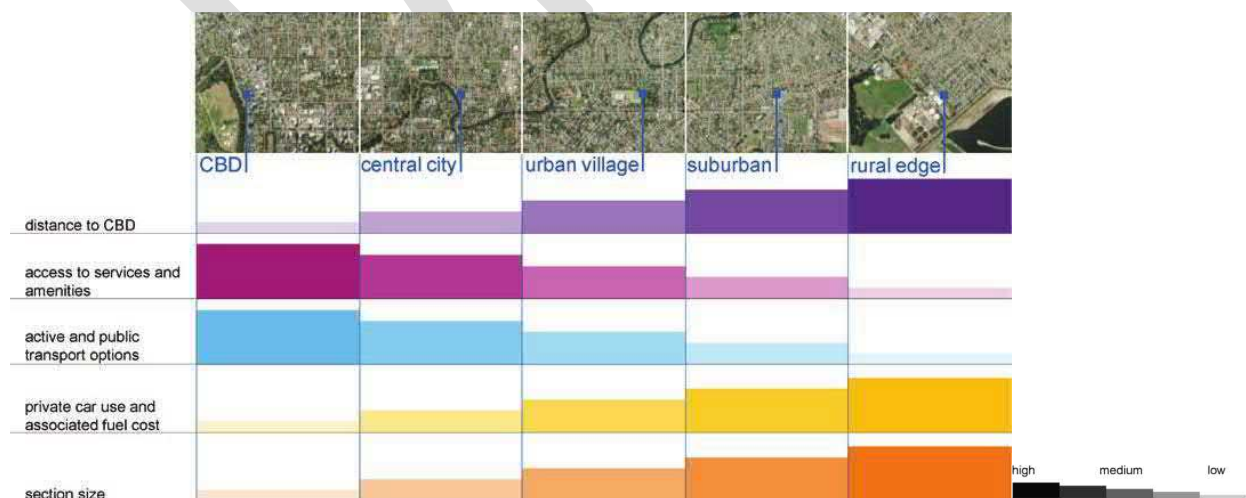 CBD
central city
urban village
suburban
rural edge
distance to CBD
access to services and
amenities
active and public
transport options
private car use and
associated fuel cost
section size
high
medium
low